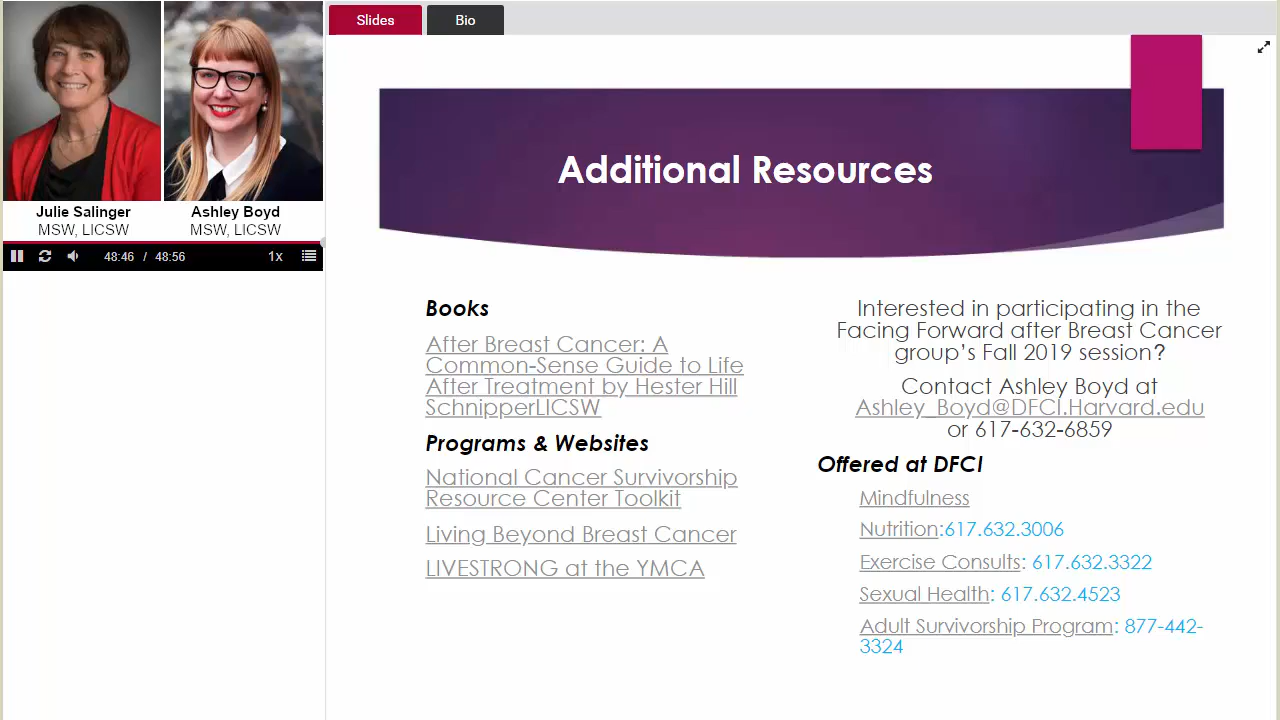 Slides
Bio
Julie Salinger
MSW, LICSW
Ashley Boyd
MSW, LICSW
48:46 / 48:56
1x
Additional Resources
Books
After Breast Cancer: A
Common-Sense Guide to Life
After Treatment by Hester Hill
SchnipperLICSW
Programs & Websites
National Cancer Survivorship
Resource Center Toolkit
Living Beyond Breast Cancer
LIVESTRONG at the YMCA
Interested in participating in the
Facing Forward after Breast Cancer
group's Fall 2019 session?
Contact Ashley Boyd at
Ashley_Boyd@DFCI.Harvard.edu
or 617-632-6859
Offered at DFCI
Mindfulness
Nutrition:617.632.3006
Exercise Consults: 617.632.3322
Sexual Health: 617.632.4523
Adult Survivorship Program: 877-442-
3324